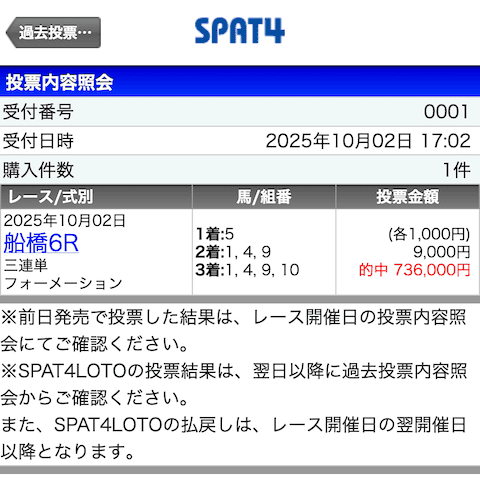 過去投票…
SPAT4
投票内容照会
受付番号 0001
受付日時 2025年10月02日 17:02
購入件数 1件
レース/式別 馬/組番 投票金額
2025年10月02日
船橋6R
三連単
フォーメーション
1着:5
2着:1, 4, 9
3着:1, 4, 9, 10
(各1,000円)
9,000円
的中 736,000円
※前日発売で投票した結果は、レース開催日の投票内容照
会にてご確認ください。
※SPAT4LOTOの投票結果は、翌日以降に過去投票内容照
会からご確認ください。
また、SPAT4LOTOの払戻しは、レース開催日の翌開催日
以降となります。